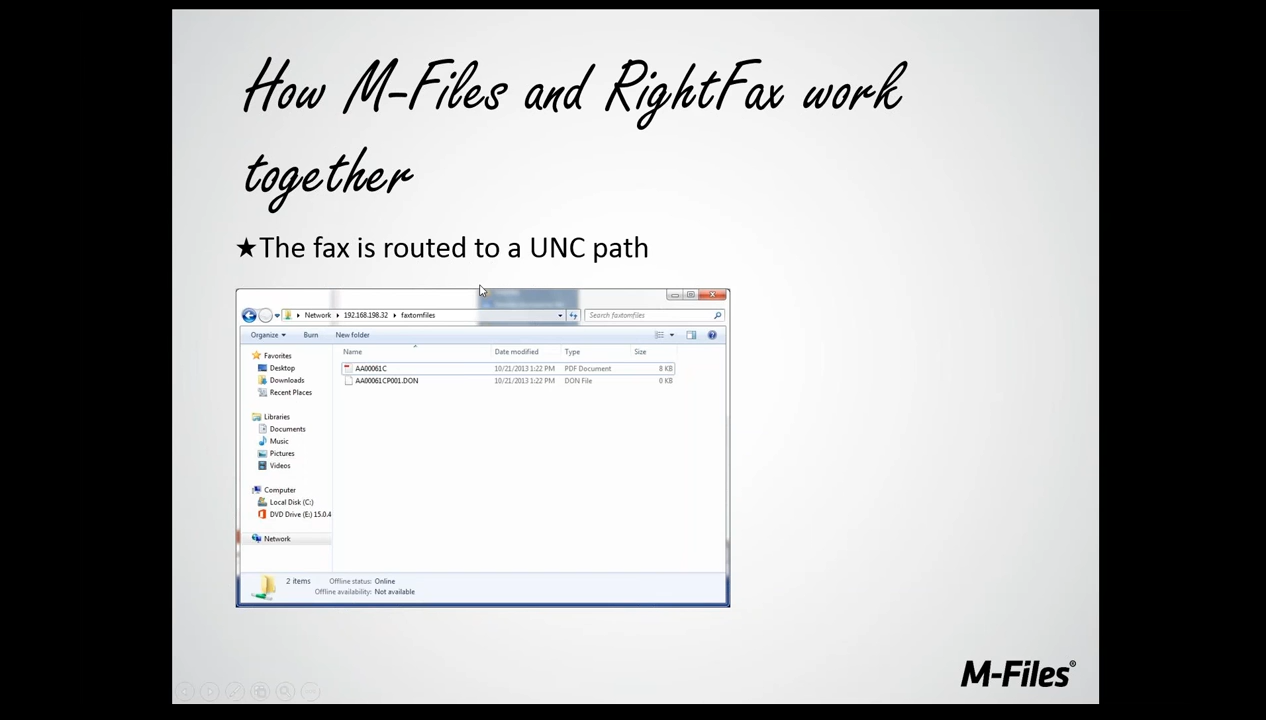 How M-Files and RightFax work
together
★The fax is routed to a UNC path
Network 192.168.198.32 faxtomfiles
Search faxtomfiles
Organize Burn New folder
Name Date modified Type Size
AA00061C 10/21/2013 1:22 PM PDF Document 8 KB
AA00061CP001.DON 10/21/2013 1:22 PM DON File 0 KB
Favorites
Desktop
Downloads
Recent Places
Libraries
Documents
Music
Pictures
Videos
Computer
Local Disk (C:)
DVD Drive (E:) 15.0.4
Network
2 items Offline status: Online
Offline availability: Not available
M-Files®